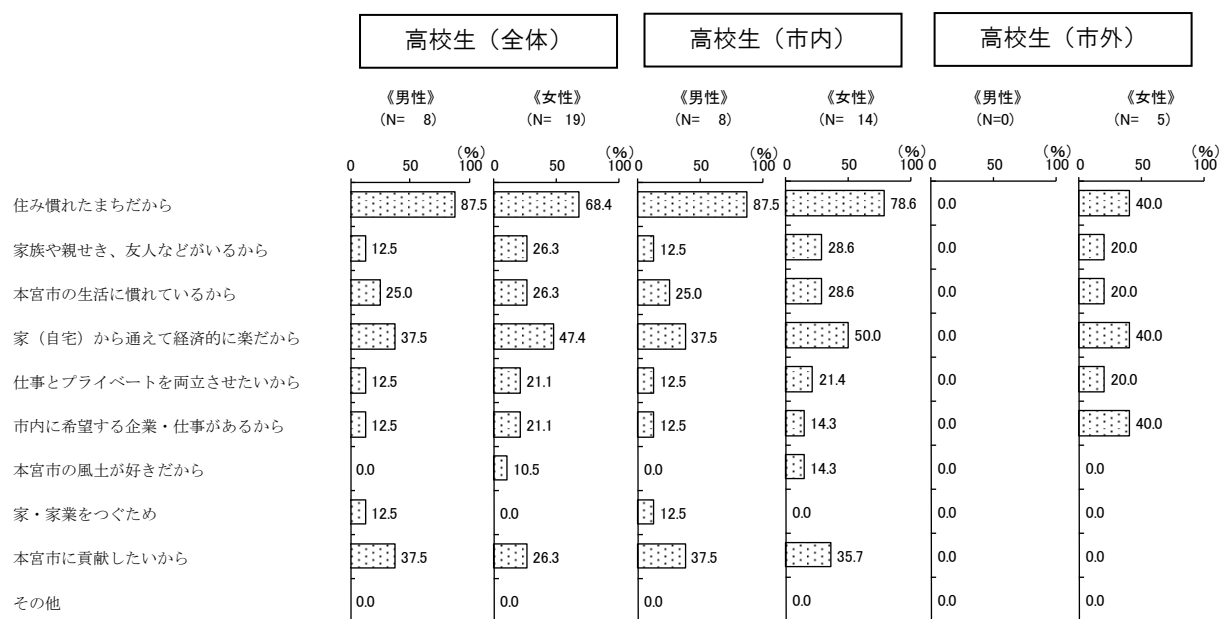 高校生（全体） 高校生（市内） 高校生（市外）
《男性》 《女性》 《男性》 《女性》 《男性》 《女性》
（N= 8） （N= 19） （N= 8） （N= 14） （N=0） （N= 5）
（%） （%） （%） （%） （%） （%）
0 50 100 0 50 100 0 50 100 0 50 100 0 50 100 0 50 100
住み慣れたまちだから 87.5 68.4 87.5 78.6 0.0 40.0
家族や親せき、友人などがいるから 12.5 26.3 12.5 28.6 0.0 20.0
本宮市の生活に慣れているから 25.0 26.3 25.0 28.6 0.0 20.0
家（自宅）から通えて経済的に楽だから 37.5 47.4 37.5 50.0 0.0 40.0
仕事とプライベートを両立させたいから 12.5 21.1 12.5 21.4 0.0 20.0
市内に希望する企業・仕事があるから 12.5 21.1 12.5 14.3 0.0 40.0
本宮市の風土が好きだから 0.0 10.5 0.0 14.3 0.0 0.0
家・家業をつぐため 12.5 0.0 12.5 0.0 0.0 0.0
本宮市に貢献したいから 37.5 26.3 37.5 35.7 0.0 0.0
その他 0.0 0.0 0.0 0.0 0.0 0.0